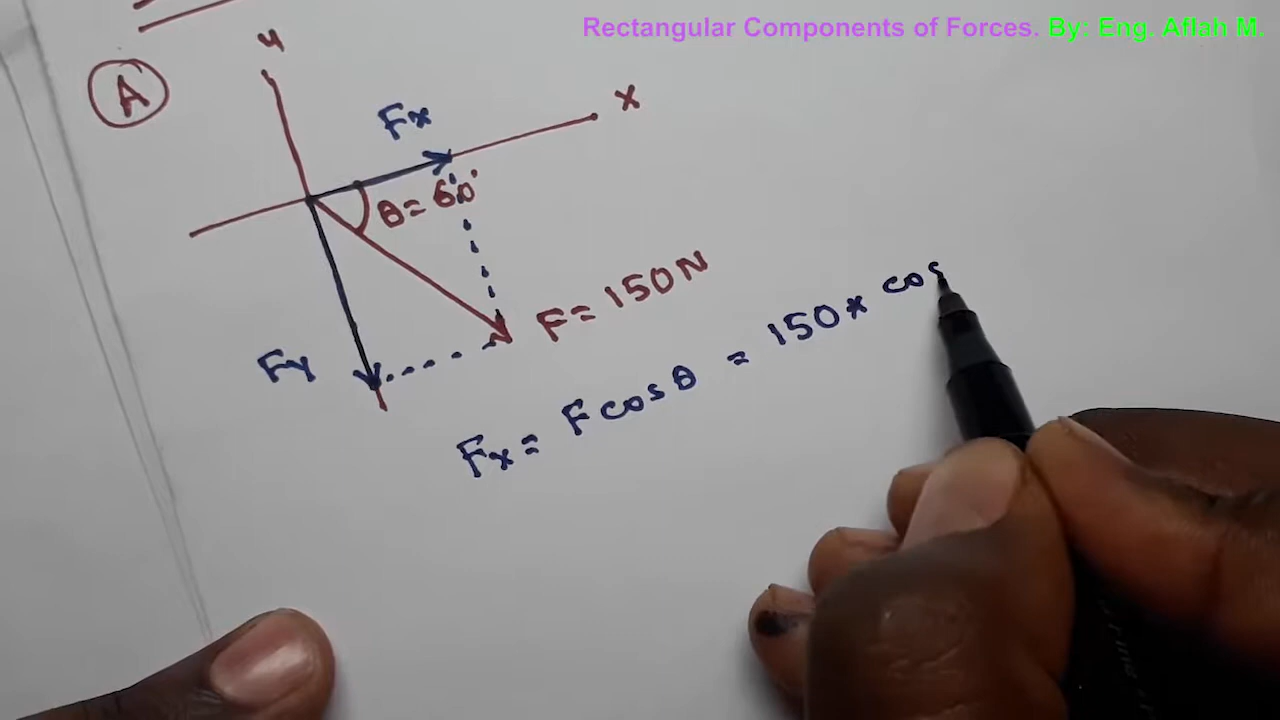 Rectangular Components of Forces. By: Eng. Aflah M.
A
y
Fx
x
θ = 60°
F = 150 N
Fy
Fx = F cos θ = 150 * cos